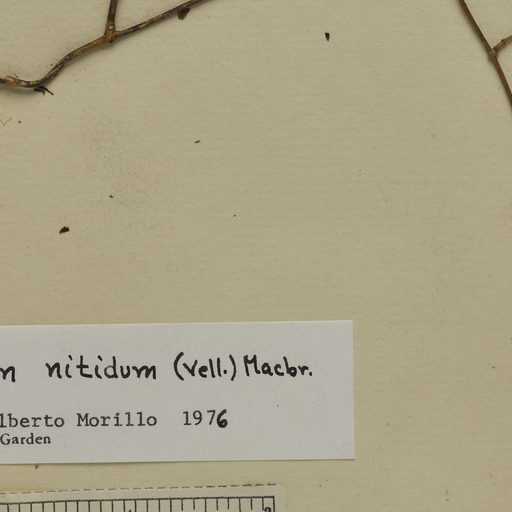 nitidum (Vell.) Macbr.
lberto Morillo 1976
Garden